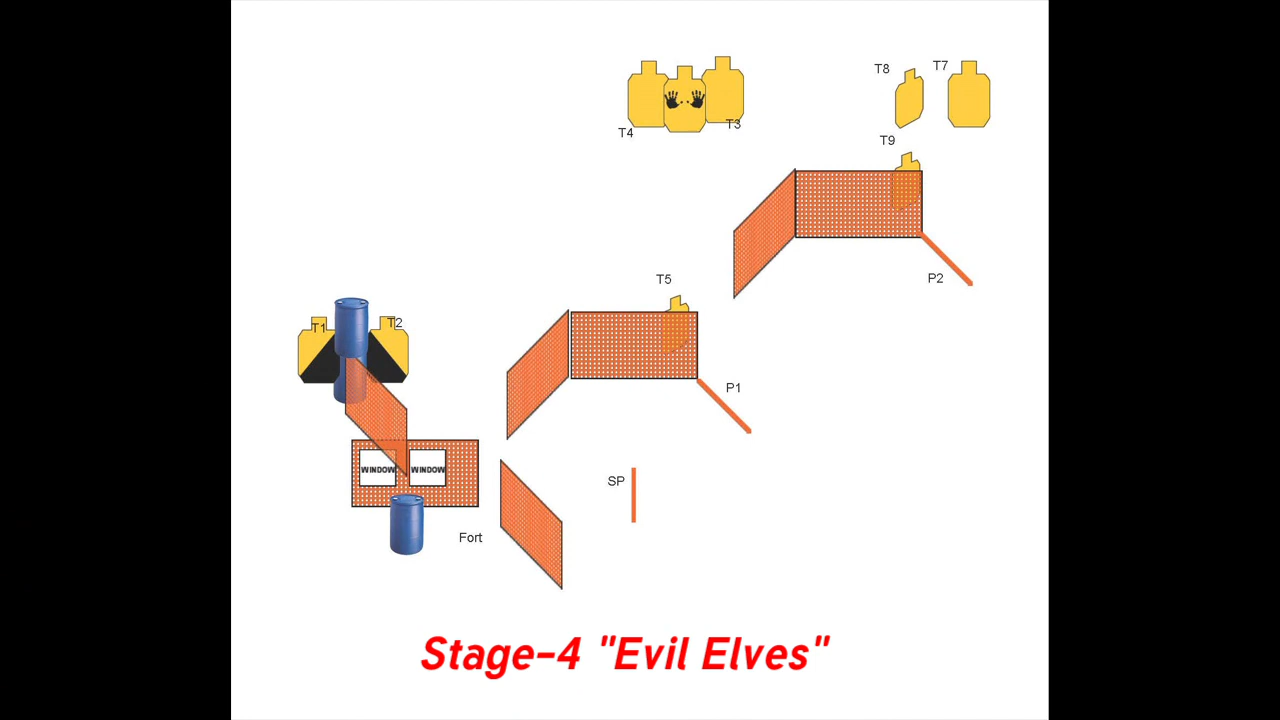 T8
T7
T4
T3
T9
P2
T5
T1
T2
P1
WINDOW
WINDOW
SP
Fort
Stage-4 "Evil Elves"